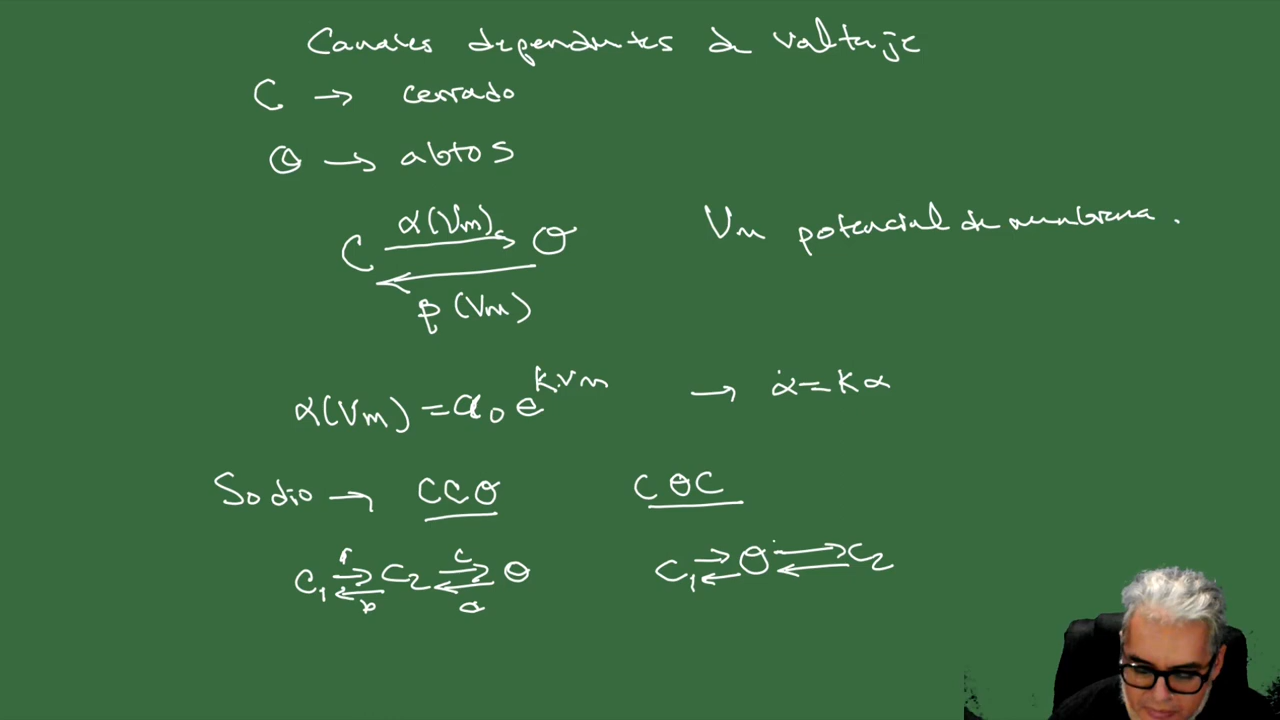 Canales dependientes de voltaje
C → cerrado
O → abtos
C α(Vm) ⇄ β(Vm) O
Vm potencial de membrana.
α(Vm) = α₀ e^{k.Vm} → α̇ = kα
Sodio → CCO COC
C₁ ⇄ b C₂ c ⇄ a O C₁ ⇄ O ⇄ C₂